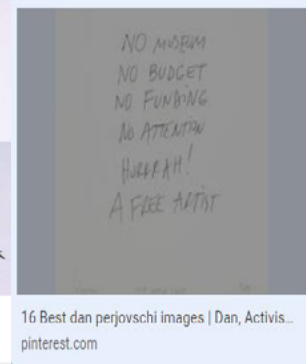 NO MUSEUM
NO BUDGET
NO FUNDING
NO ATTENTION
HURRRAH!
A FREE ARTIST
16 Best dan perjovschi images | Dan, Activis...
pinterest.com